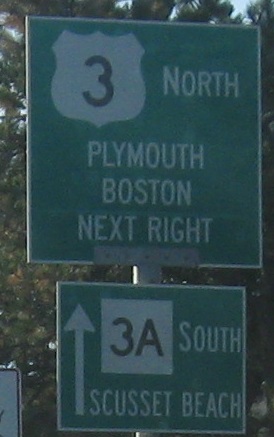 3 NORTH
PLYMOUTH
BOSTON
NEXT RIGHT
3A SOUTH
SCUSSET BEACH